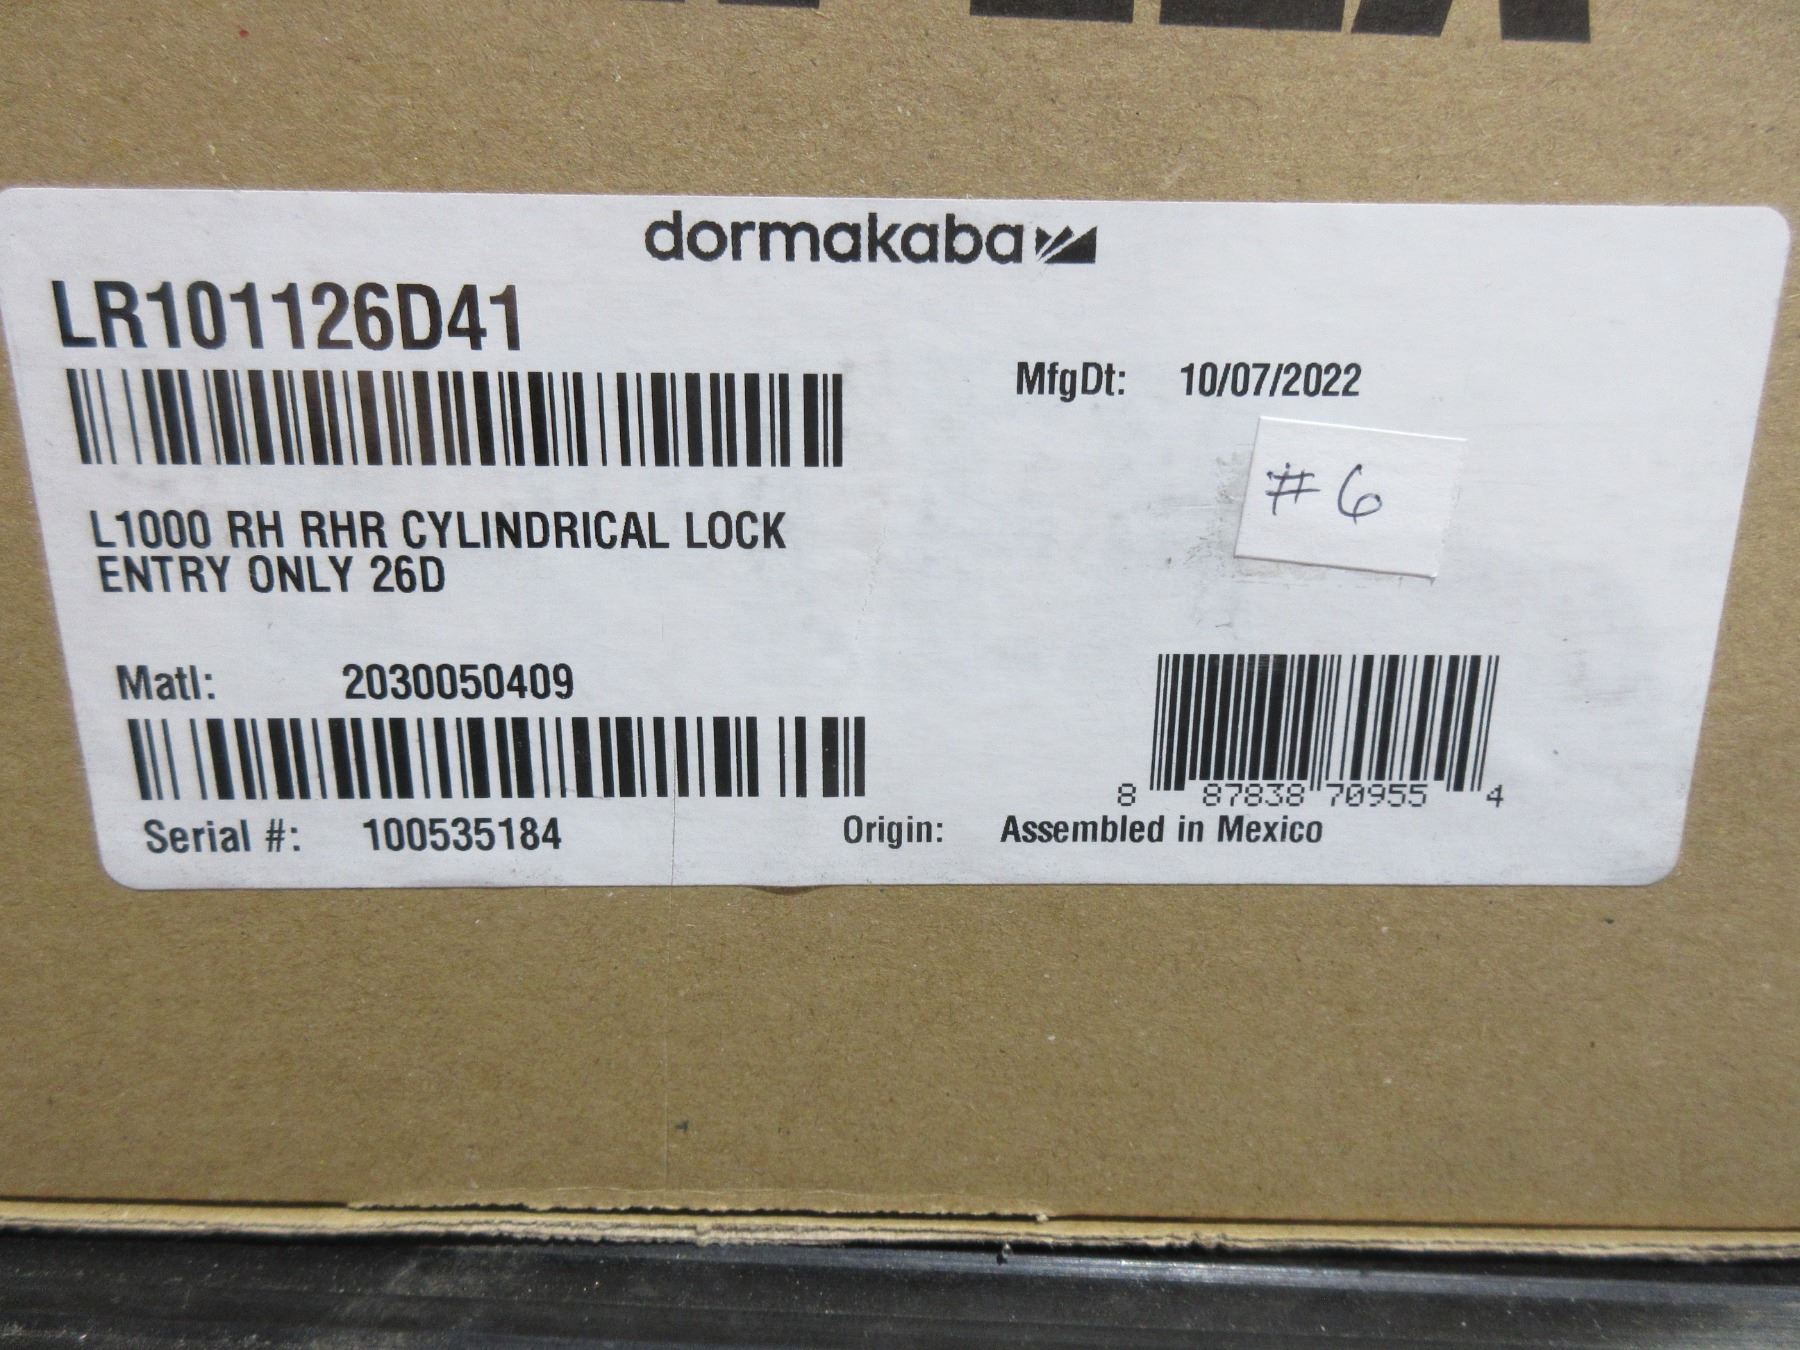 dormakaba
LR101126D41
MfgDt: 10/07/2022
#6
L1000 RH RHR CYLINDRICAL LOCK
ENTRY ONLY 26D
Matl: 2030050409
8 87838 70955 4
Serial #: 100535184
Origin: Assembled in Mexico